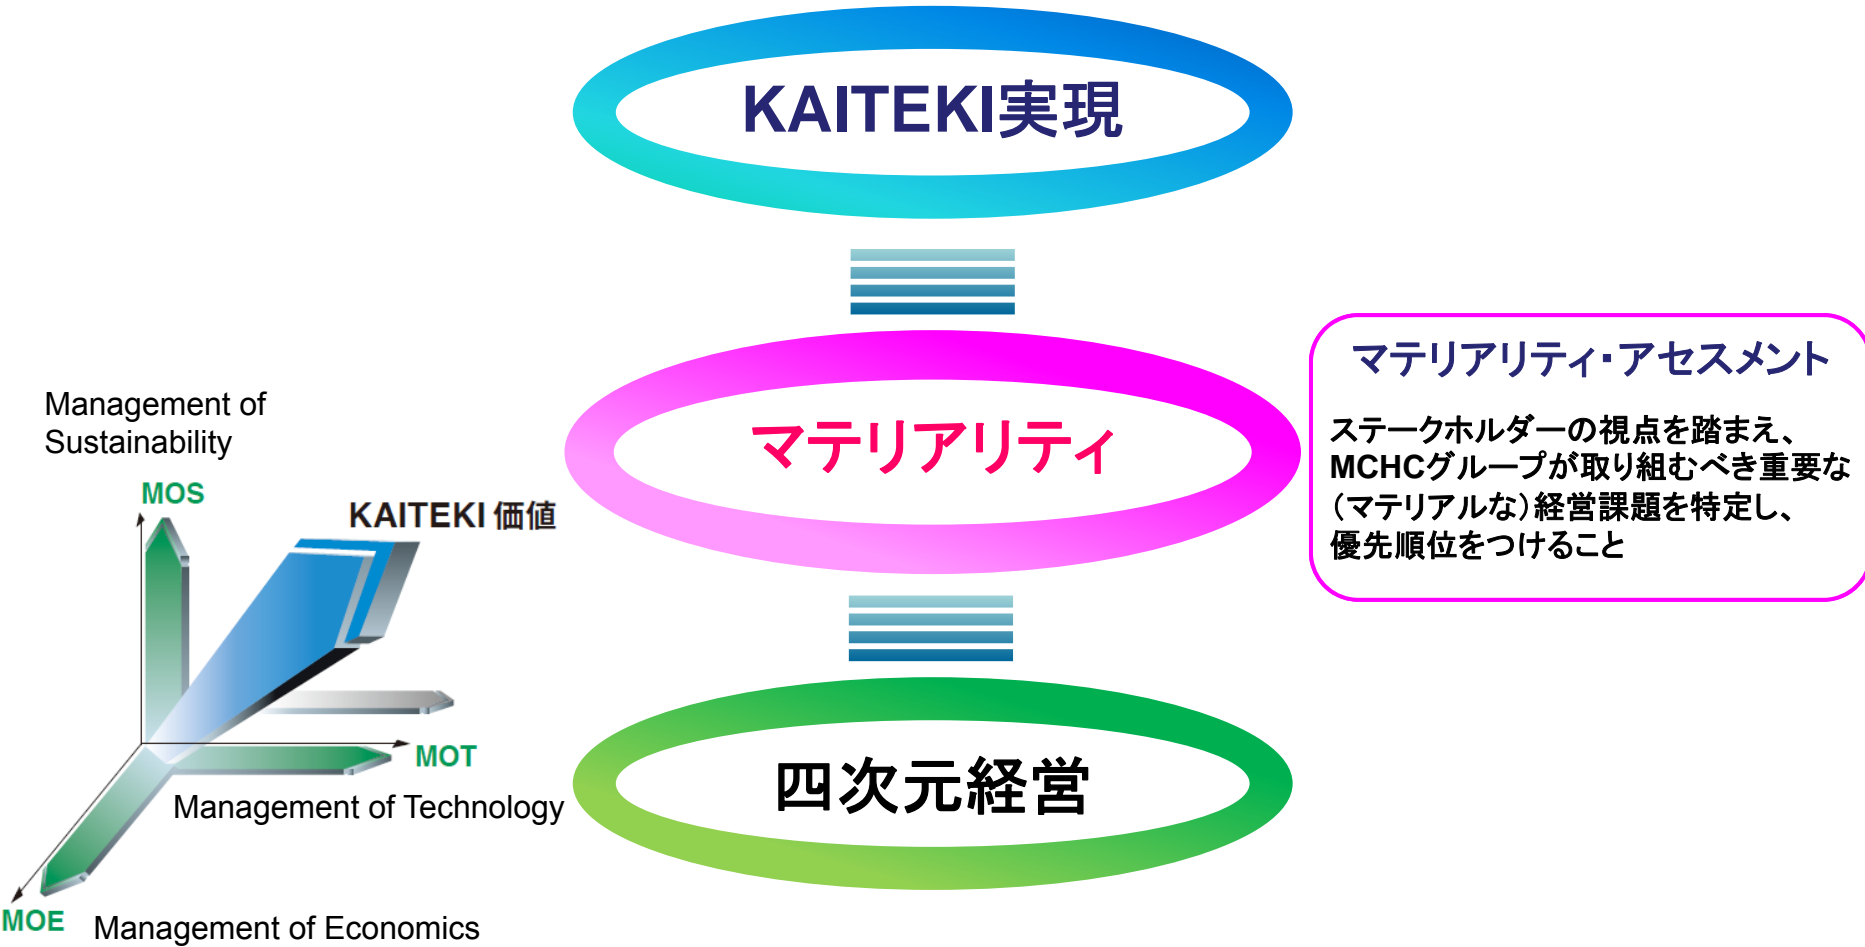 KAITEKI実現
マテリアリティ
四次元経営
マテリアリティ・アセスメント
ステークホルダーの視点を踏まえ、
MCHCグループが取り組むべき重要な
（マテリアルな）経営課題を特定し、
優先順位をつけること
Management of
Sustainability
MOS
KAITEKI 価値
MOT
Management of Technology
MOE
Management of Economics